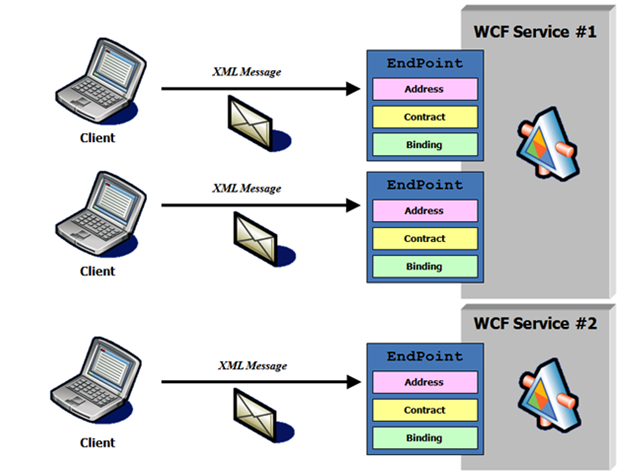 WCF Service #1
XML Message
EndPoint
Address
Contract
Binding
Client
XML Message
EndPoint
Address
Contract
Binding
Client
WCF Service #2
XML Message
EndPoint
Address
Contract
Binding
Client